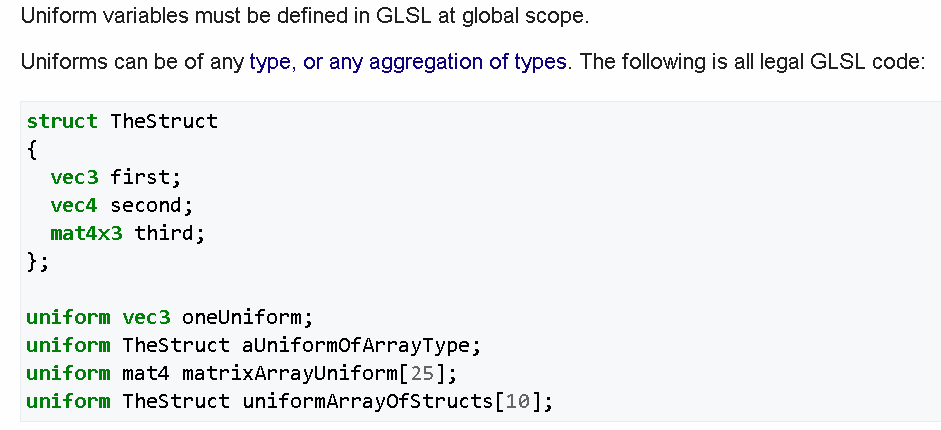 Uniform variables must be defined in GLSL at global scope.
Uniforms can be of any type, or any aggregation of types. The following is all legal GLSL code:
struct TheStruct
{
  vec3 first;
  vec4 second;
  mat4x3 third;
};
uniform vec3 oneUniform;
uniform TheStruct aUniformOfArrayType;
uniform mat4 matrixArrayUniform[25];
uniform TheStruct uniformArrayOfStructs[10];